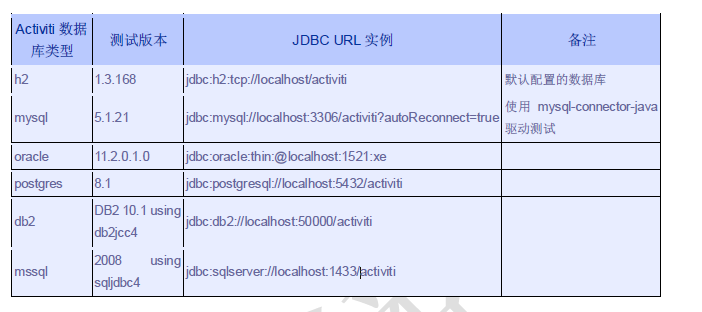 Activiti 数据库类型 测试版本 JDBC URL 实例 备注
h2 1.3.168 jdbc:h2:tcp://localhost/activiti 默认配置的数据库
mysql 5.1.21 jdbc:mysql://localhost:3306/activiti?autoReconnect=true 使用 mysql-connector-java 驱动测试
oracle 11.2.0.1.0 jdbc:oracle:thin:@localhost:1521:xe
postgres 8.1 jdbc:postgresql://localhost:5432/activiti
db2 DB2 10.1 using db2jcc4 jdbc:db2://localhost:50000/activiti
mssql 2008 using sqljdbc4 jdbc:sqlserver://localhost:1433/activiti